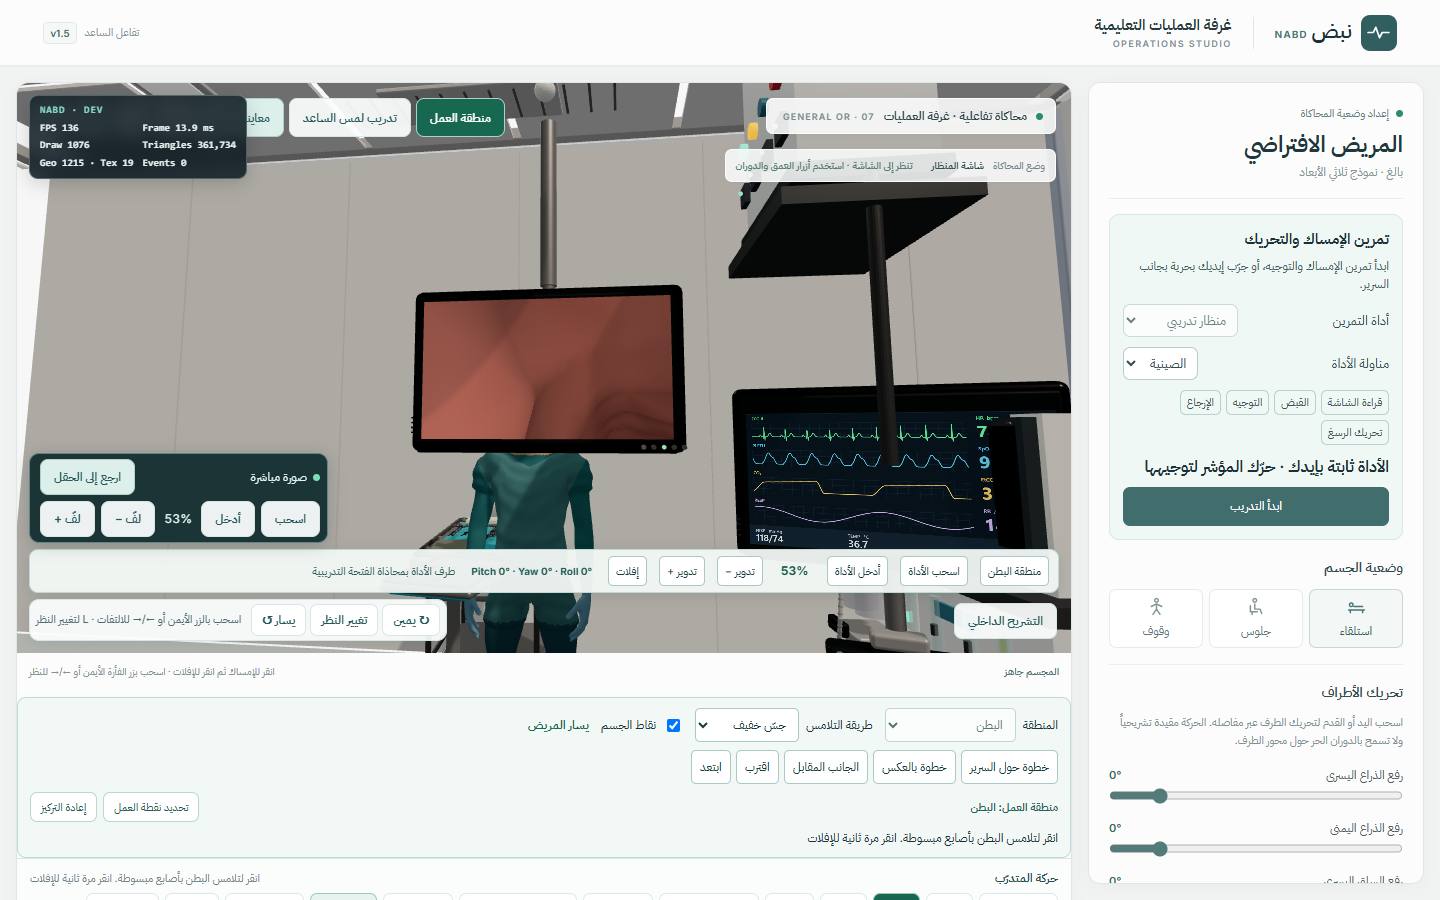 نبض NABD
غرفة العمليات التعليمية
OPERATIONS STUDIO
تفاعل الساعد v1.5
إعداد وضعية المحاكاة
المريض الافتراضي
بالغ · نموذج ثلاثي الأبعاد
تمرين الإمساك والتحريك
ابدأ تمرين الإمساك والتوجيه، أو جرّب إيديك بحرية بجانب
السرير.
أداة التمرين منظار تدريبي
مناولة الأداة الصينية
قراءة الشاشة القبض التوجيه الإرجاع
تحريك الرسغ
الأداة ثابتة بإيدك · حرّك المؤشر لتوجيهها
ابدأ التدريب
وضعية الجسم
استلقاء جلوس وقوف
تحريك الأطراف
اسحب اليد أو القدم لتحريك الطرف عبر مفاصله. الحركة مقيدة تشريحياً
ولا تسمح بالدوران الحر حول محور الطرف.
رفع الذراع اليسرى 0°
رفع الذراع اليمنى 0°
رفع الساق اليسرى 0°
محاكاة تفاعلية · غرفة العمليات GENERAL OR · 07
وضع المحاكاة شاشة المنظار تنظر إلى الشاشة · استخدم أزرار العمق والدوران
منطقة العمل تدريب لمس الساعد
NABD · DEV
FPS 136 Frame 13.9 ms
Draw 1076 Triangles 361,734
Geo 1215 · Tex 19 Events 0
118/74
36.7
صورة مباشرة ارجع إلى الحقل
اسحب أدخل 53% لفّ − لفّ +
منطقة البطن اسحب الأداة أدخل الأداة 53% تدوير − تدوير + إفلات Pitch 0° · Yaw 0° · Roll 0° طرف الأداة بمحاذاة الفتحة التدريبية
التشريح الداخلي
↻ يمين تغيير النظر يسار ↺ اسحب بالزر الأيمن أو ←/→ للالتفات · L لتغيير النظر
المجسم جاهز
انقر للإمساك ثم انقر للإفلات · اسحب بزر الفأرة الأيمن أو ←/→ للنظر
المنطقة البطن طريقة التلامس جسّ خفيف نقاط الجسم يسار المريض
خطوة حول السرير خطوة بالعكس الجانب المقابل اقترب ابتعد
منطقة العمل: البطن تحديد نقطة العمل إعادة التركيز
انقر لتلامس البطن بأصابع مبسوطة. انقر مرة ثانية للإفلات
حركة المتدرّب
انقر لتلامس البطن بأصابع مبسوطة. انقر مرة ثانية للإفلات